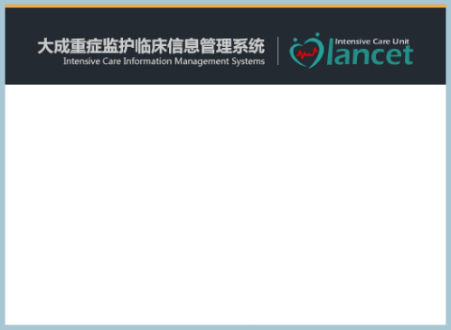 大成重症监护临床信息管理系统
Intensive Care Information Management Systems
Intensive Care Unit
lancet